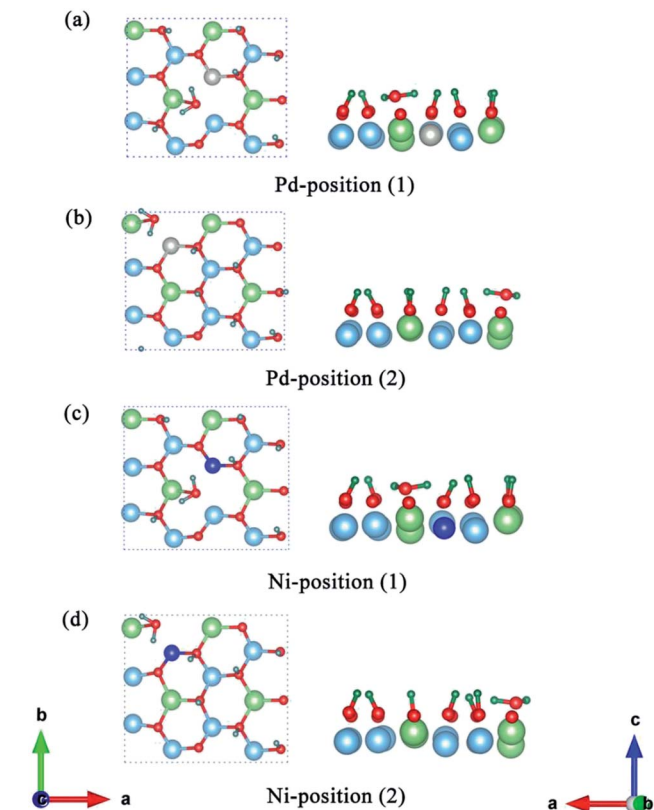 (a)
Pd-position (1)
(b)
Pd-position (2)
(c)
Ni-position (1)
(d)
Ni-position (2)
b
c a
c
a b